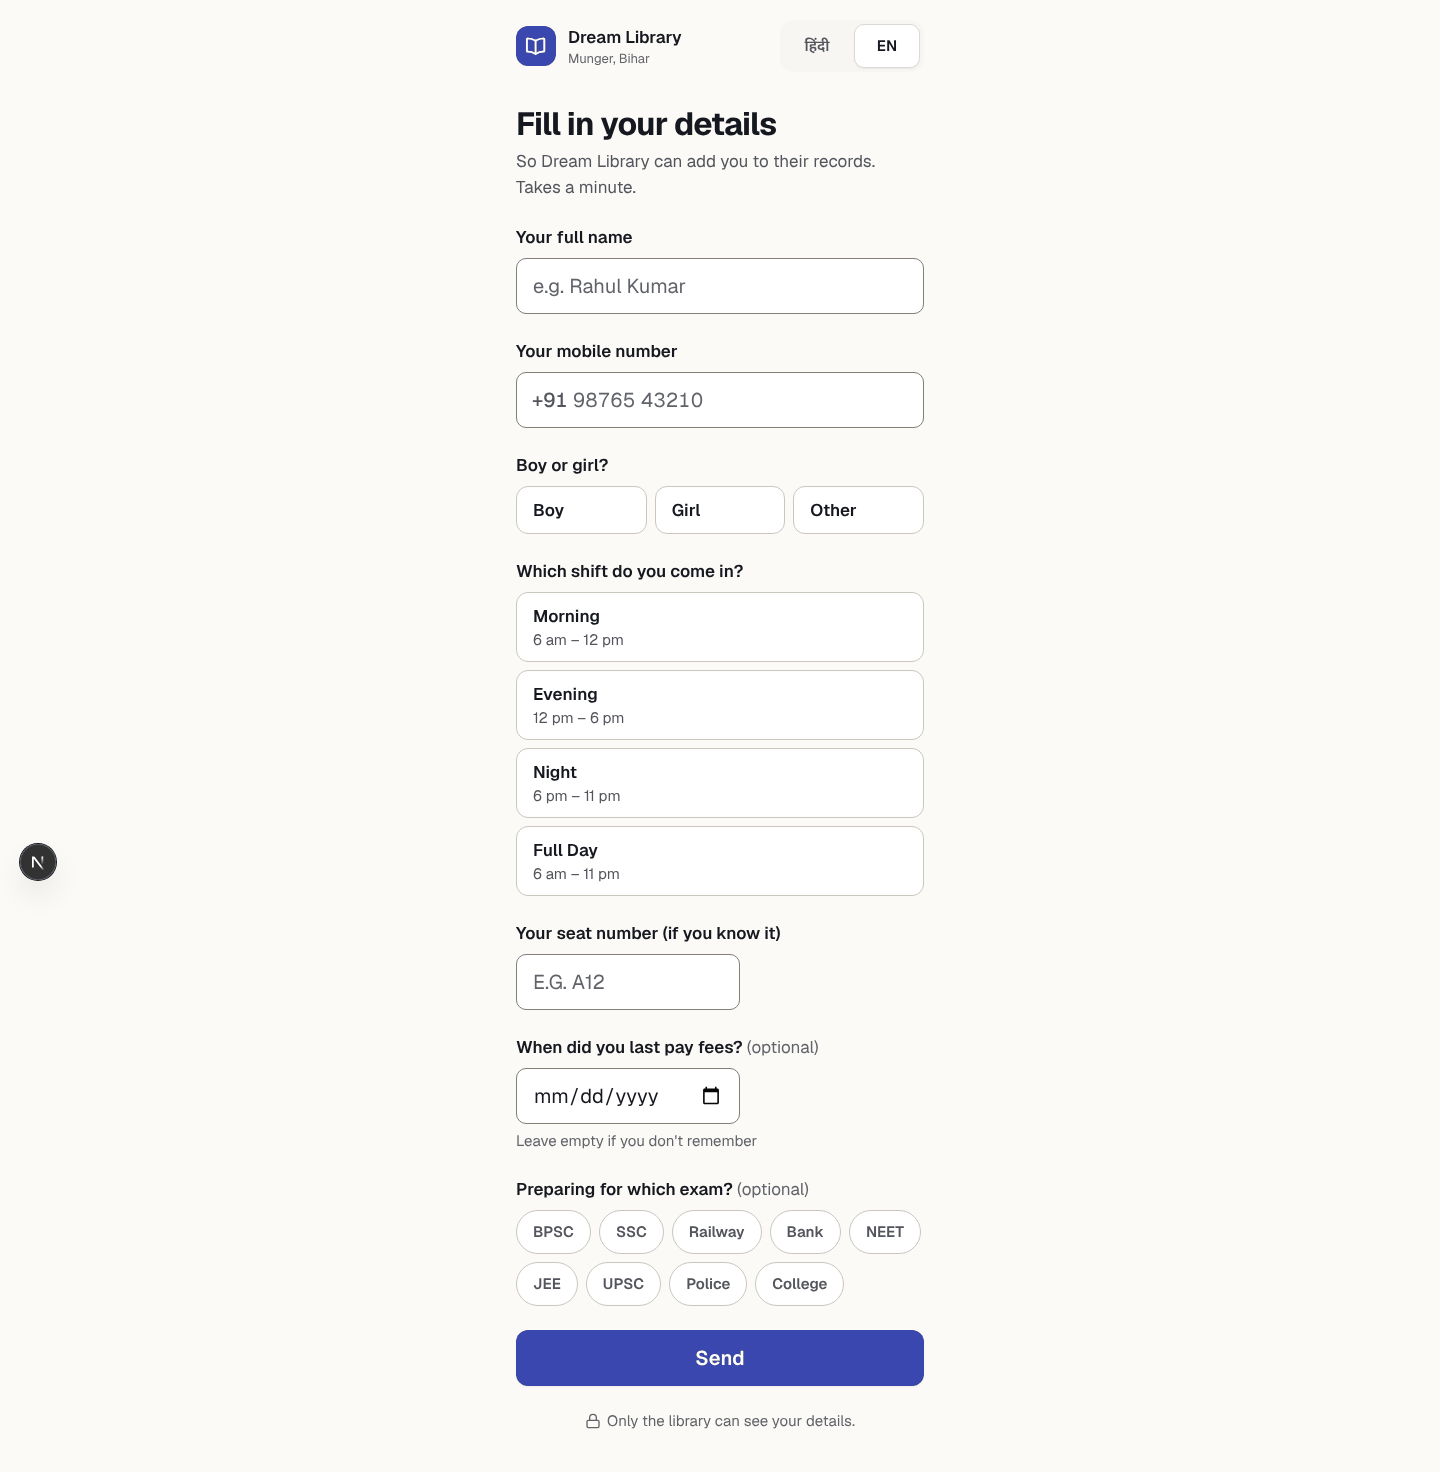 Dream Library
Munger, Bihar
हिंदी
EN
Fill in your details
So Dream Library can add you to their records.
Takes a minute.
Your full name
e.g. Rahul Kumar
Your mobile number
+91 98765 43210
Boy or girl?
Boy
Girl
Other
Which shift do you come in?
Morning
6 am – 12 pm
Evening
12 pm – 6 pm
Night
6 pm – 11 pm
Full Day
6 am – 11 pm
Your seat number (if you know it)
E.G. A12
When did you last pay fees? (optional)
mm/dd/yyyy
Leave empty if you don't remember
Preparing for which exam? (optional)
BPSC
SSC
Railway
Bank
NEET
JEE
UPSC
Police
College
Send
Only the library can see your details.
N